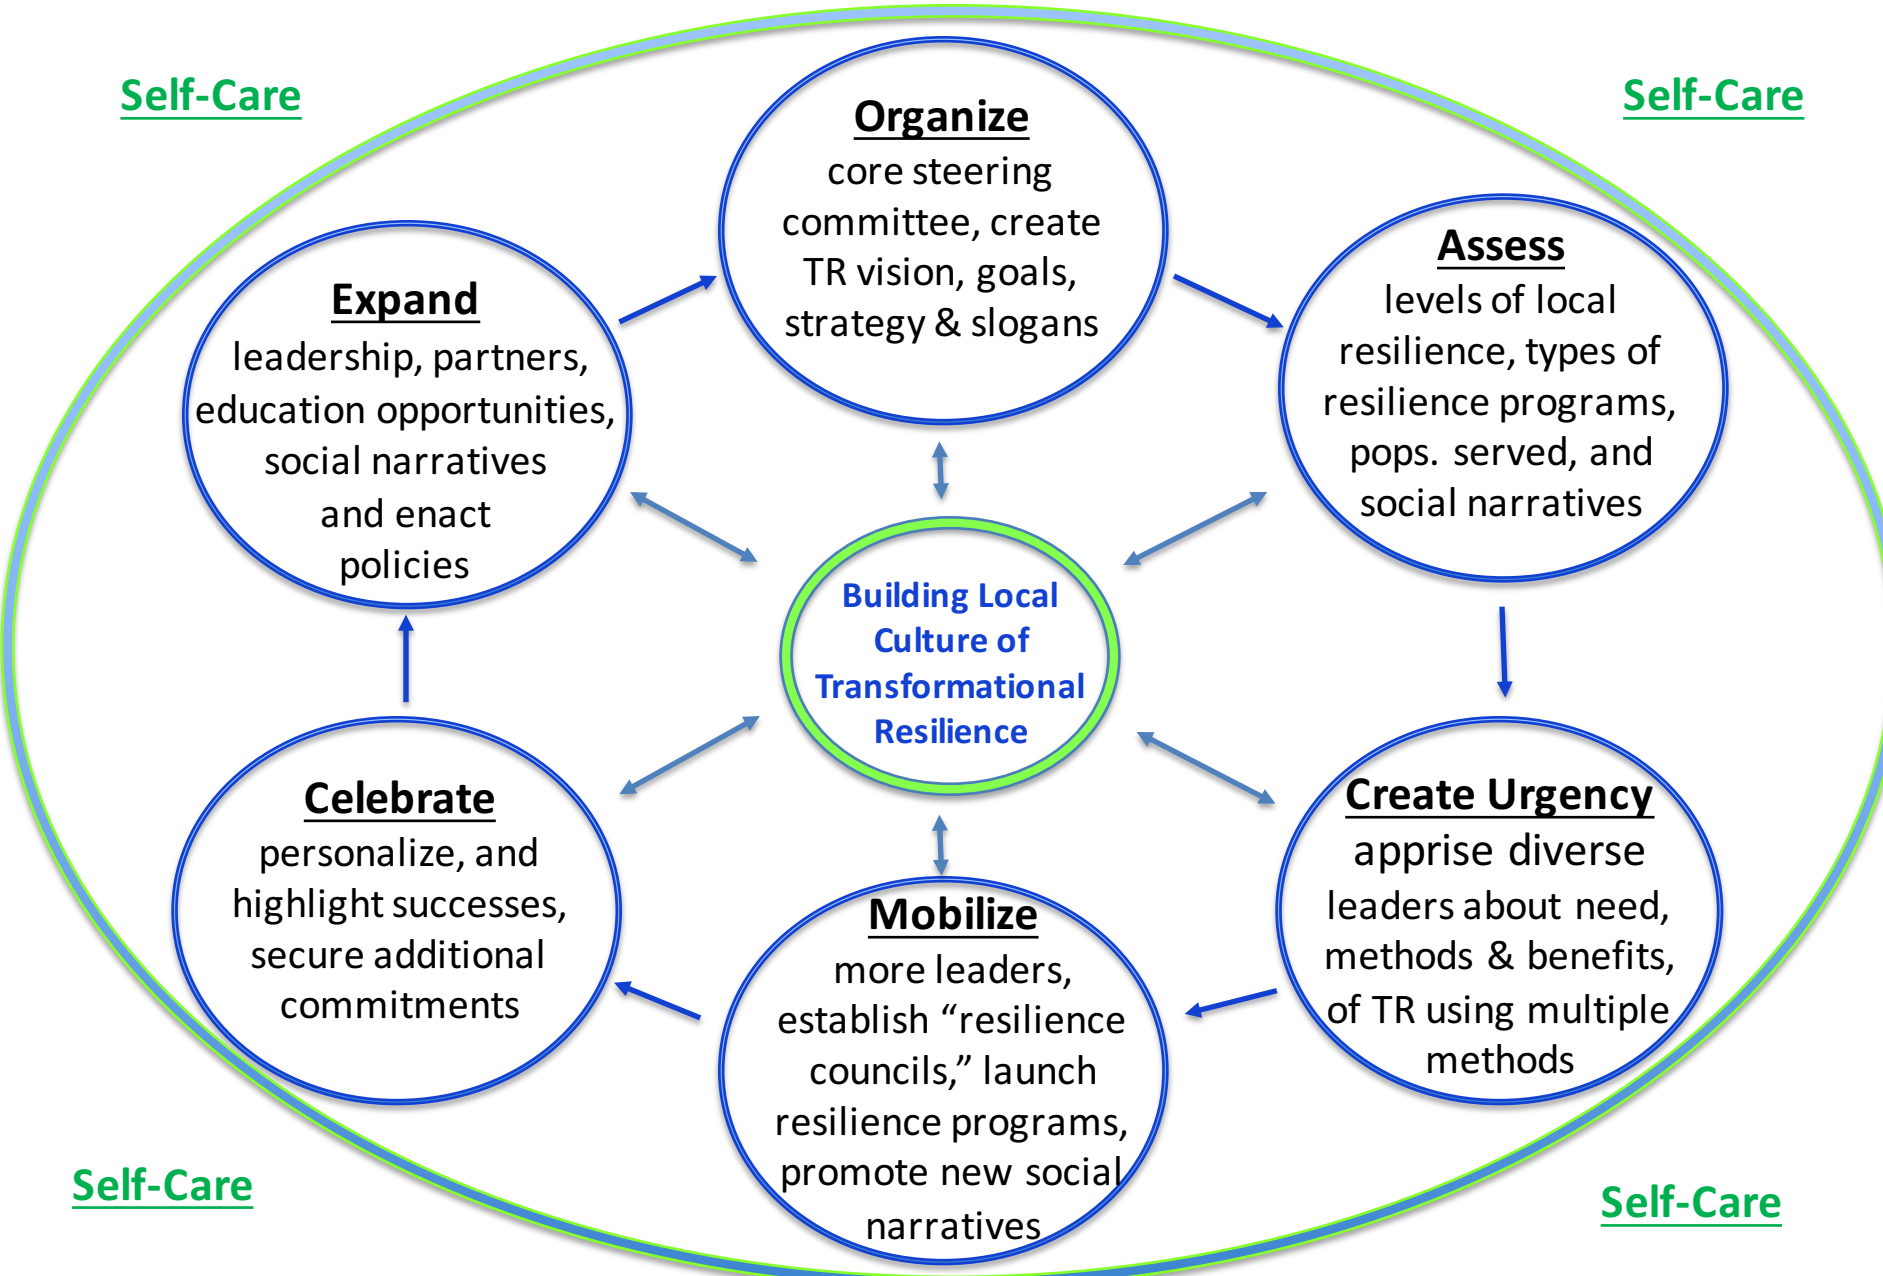 Self-Care
Self-Care
Organize
core steering
committee, create
TR vision, goals,
strategy & slogans
Assess
levels of local
resilience, types of
resilience programs,
pops. served, and
social narratives
Create Urgency
apprise diverse
leaders about need,
methods & benefits,
of TR using multiple
methods
Mobilize
more leaders,
establish “resilience
councils,” launch
resilience programs,
promote new social
narratives
Celebrate
personalize, and
highlight successes,
secure additional
commitments
Expand
leadership, partners,
education opportunities,
social narratives
and enact
policies
Building Local
Culture of
Transformational
Resilience
Self-Care
Self-Care